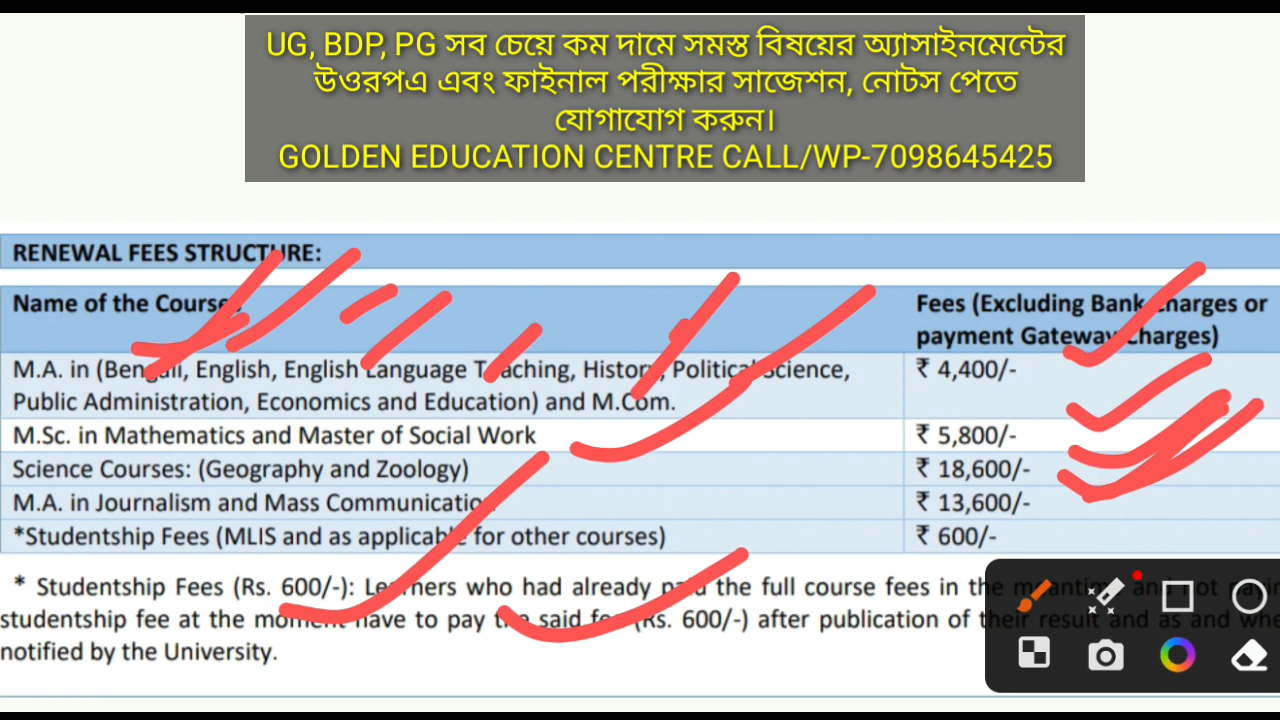 UG, BDP, PG সব চেয়ে কম দামে সমস্ত বিষয়ের অ্যাসাইনমেন্টের
উওরপএ এবং ফাইনাল পরীক্ষার সাজেশন, নোটস পেতে
যোগাযোগ করুন।
GOLDEN EDUCATION CENTRE CALL/WP-7098645425
RENEWAL FEES STRUCTURE:
Name of the Course
Fees (Excluding Bank Charges or
payment Gateway Charges)
M.A. in (Bengali, English, English Language Teaching, History, Political Science,
Public Administration, Economics and Education) and M.Com.
₹ 4,400/-
M.Sc. in Mathematics and Master of Social Work
₹ 5,800/-
Science Courses: (Geography and Zoology)
₹ 18,600/-
M.A. in Journalism and Mass Communication
₹ 13,600/-
*Studentship Fees (MLIS and as applicable for other courses)
₹ 600/-
* Studentship Fees (Rs. 600/-): Learners who had already paid the full course fees in the meantime and not
studentship fee at the moment have to pay the said fee (Rs. 600/-) after publication of their result and as and
notified by the University.